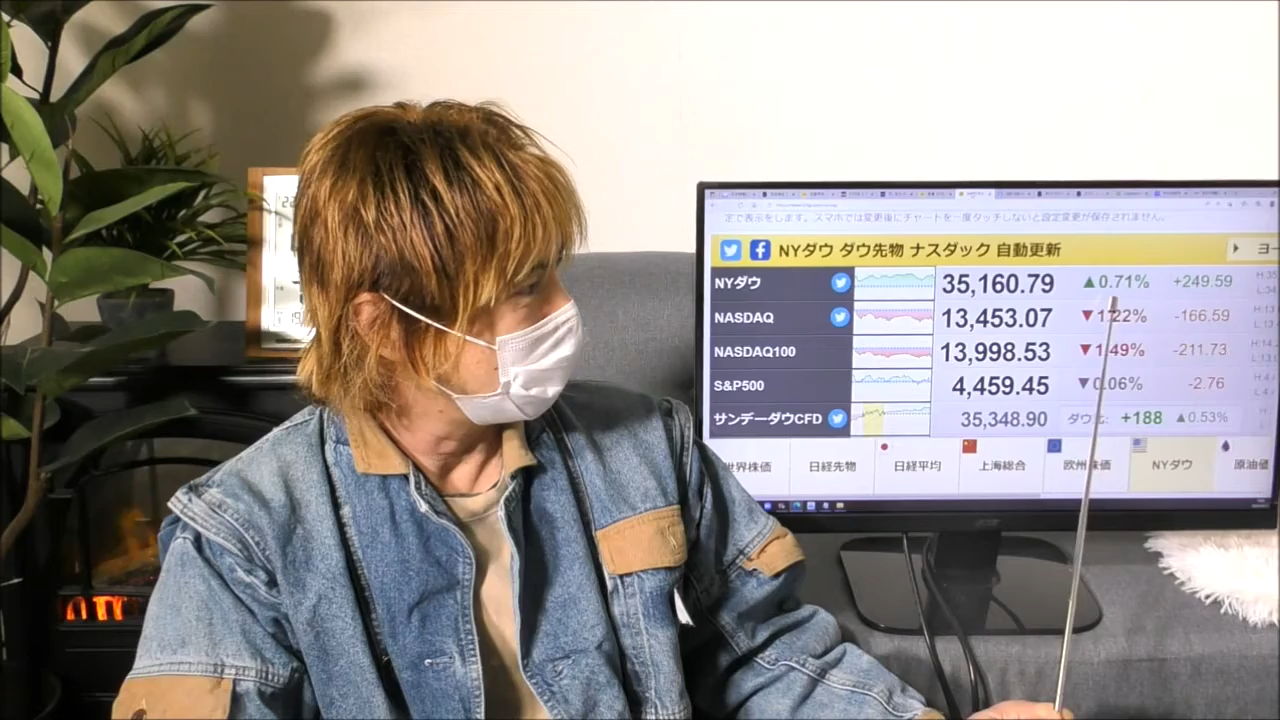 定で表示をします。スマホでは変更後にチャートを一度タッチしないと設定変更が保存されません。
NYダウ ダウ先物 ナスダック 自動更新
NYダウ 35,160.79 ▲0.71% +249.59
NASDAQ 13,453.07 ▼1.22% -166.59
NASDAQ100 13,998.53 ▼1.49% -211.73
S&P500 4,459.45 ▼0.06% -2.76
サンデーダウCFD 35,348.90 +188 ▲0.53%
世界株価 日経先物 日経平均 上海総合 欧州株価 NYダウ 原油価